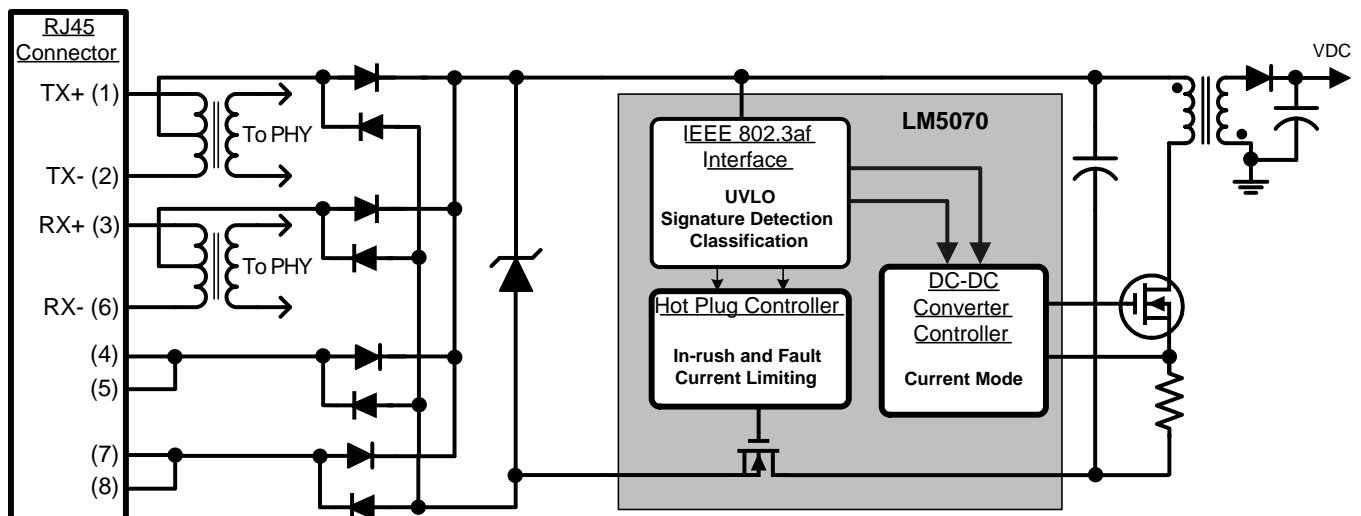 RJ45
Connector
TX+ (1)
TX- (2)
RX+ (3)
RX- (6)
(4)
(5)
(7)
(8)
To PHY
To PHY
LM5070
IEEE 802.3af
Interface
UVLO
Signature Detection
Classification
Hot Plug Controller
In-rush and Fault
Current Limiting
DC-DC
Converter
Controller
Current Mode
VDC